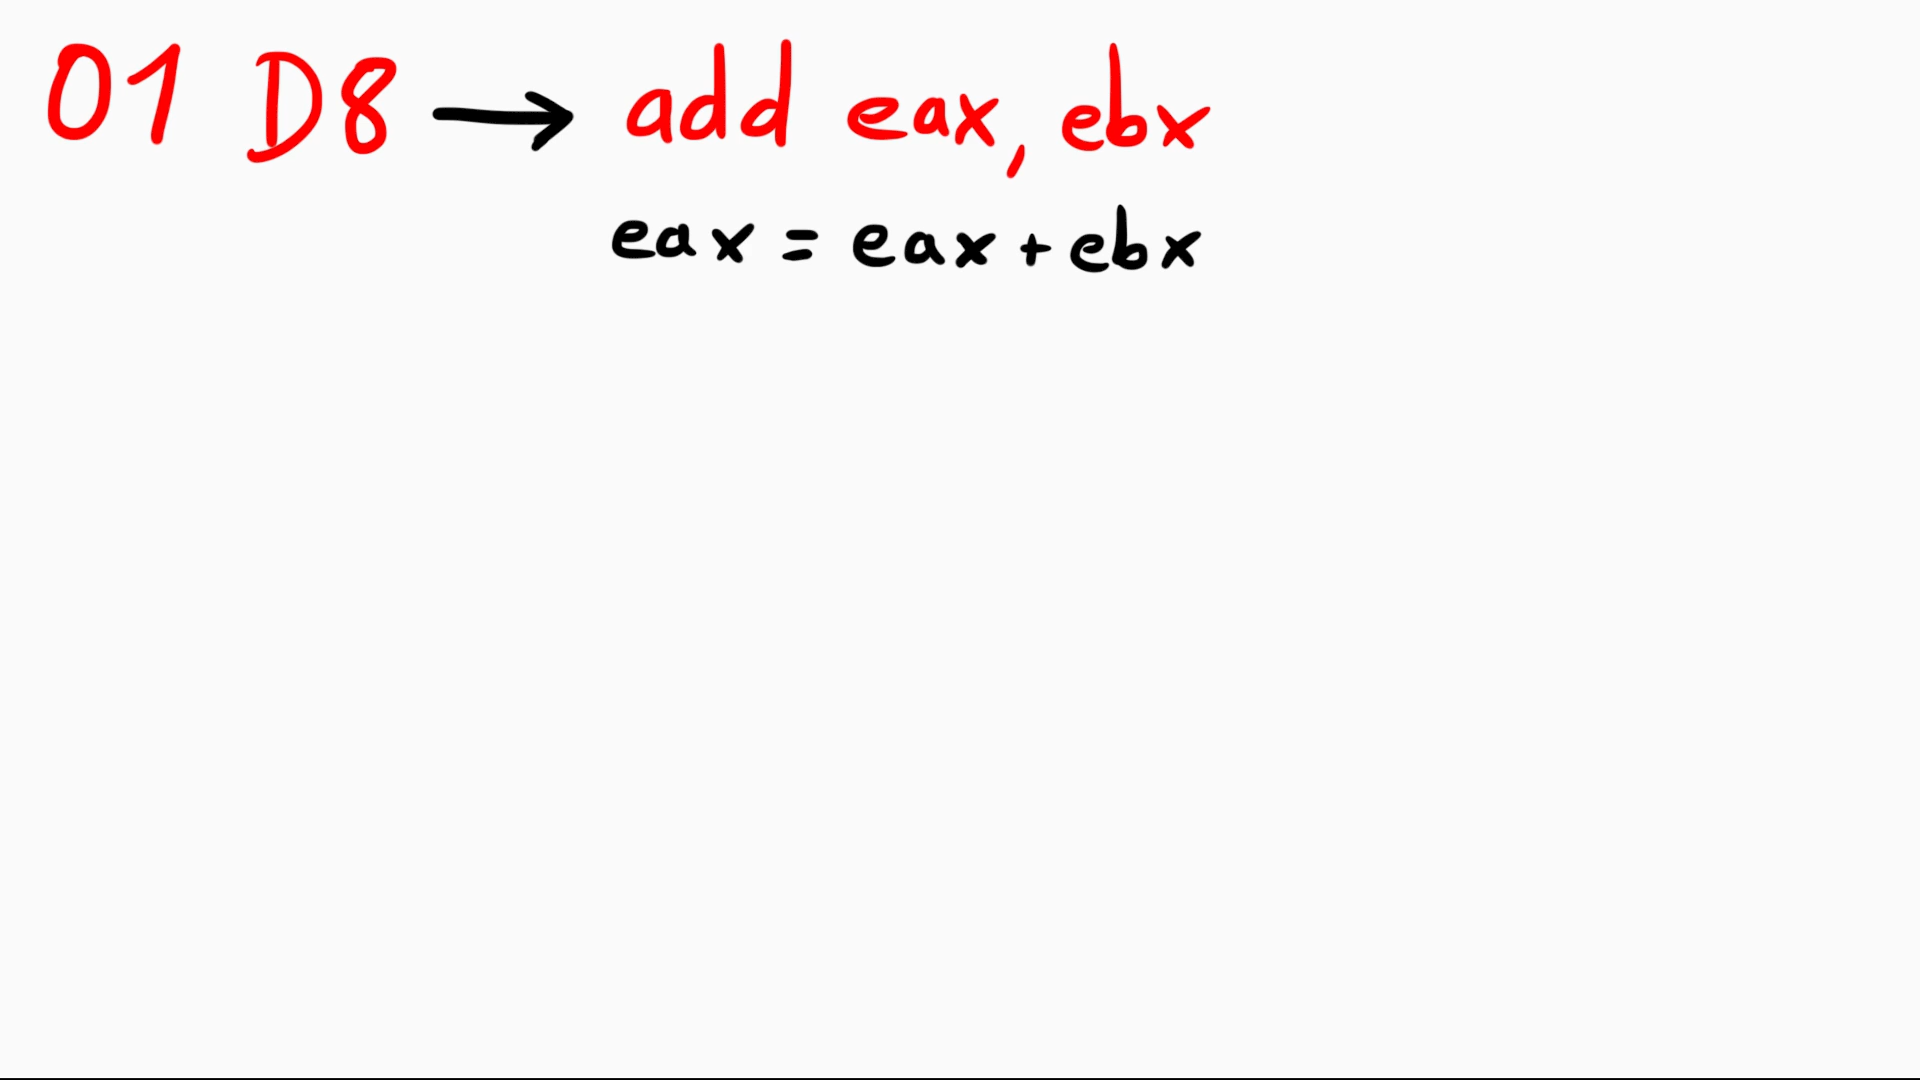 01 D8 → add eax, ebx
eax = eax + ebx